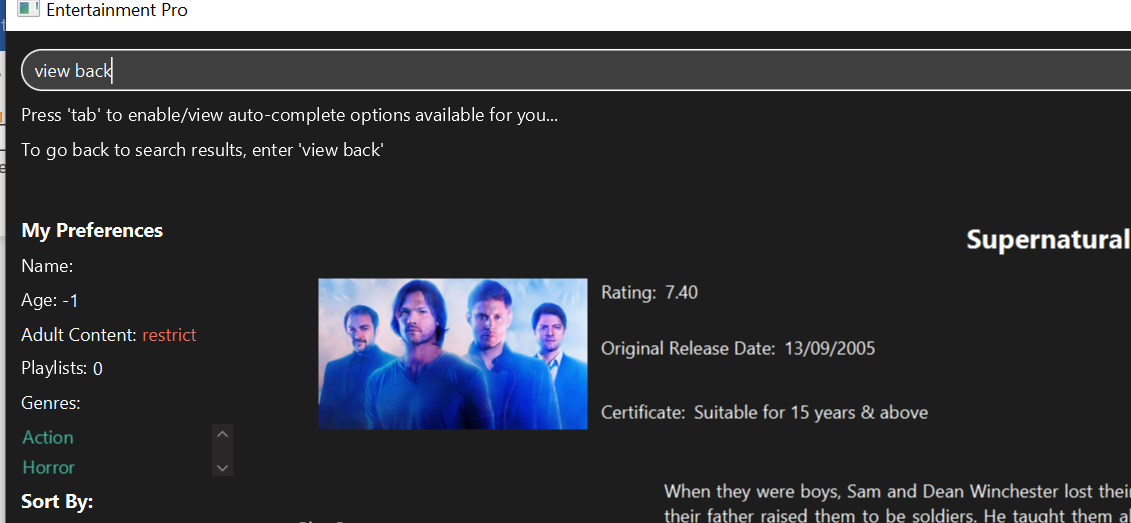 Entertainment Pro
view back
Press 'tab' to enable/view auto-complete options available for you...
To go back to search results, enter 'view back'
My Preferences
Name:
Age: -1
Adult Content: restrict
Playlists: 0
Genres:
Action
Horror
Sort By:
Supernatural
Rating: 7.40
Original Release Date: 13/09/2005
Certificate: Suitable for 15 years & above
When they were boys, Sam and Dean Winchester lost their
their father raised them to be soldiers. He taught them